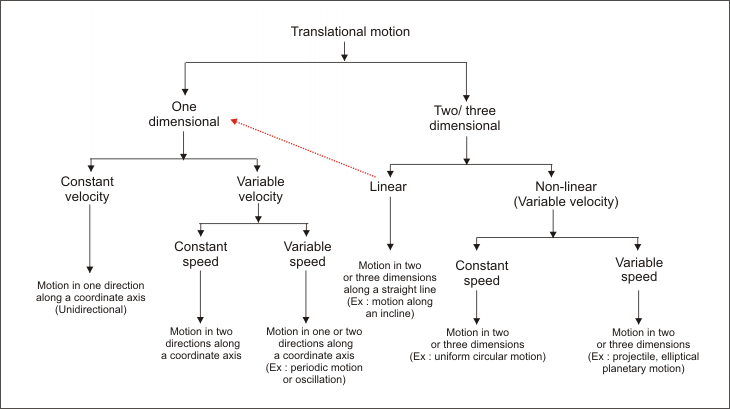 Translational motion
One
dimensional
Two/ three
dimensional
Constant
velocity
Variable
velocity
Linear
Non-linear
(Variable velocity)
Constant
speed
Variable
speed
Constant
speed
Variable
speed
Motion in one direction
along a coordinate axis
(Unidirectional)
Motion in two
directions along
a coordinate axis
Motion in one or two
directions along
a coordinate axis
(Ex : periodic motion
or oscillation)
Motion in two
or three dimensions
along a straight line
(Ex : motion along
an incline)
Motion in two
or three dimensions
(Ex : uniform circular motion)
Motion in two
or three dimensions
(Ex : projectile, elliptical
planetary motion)